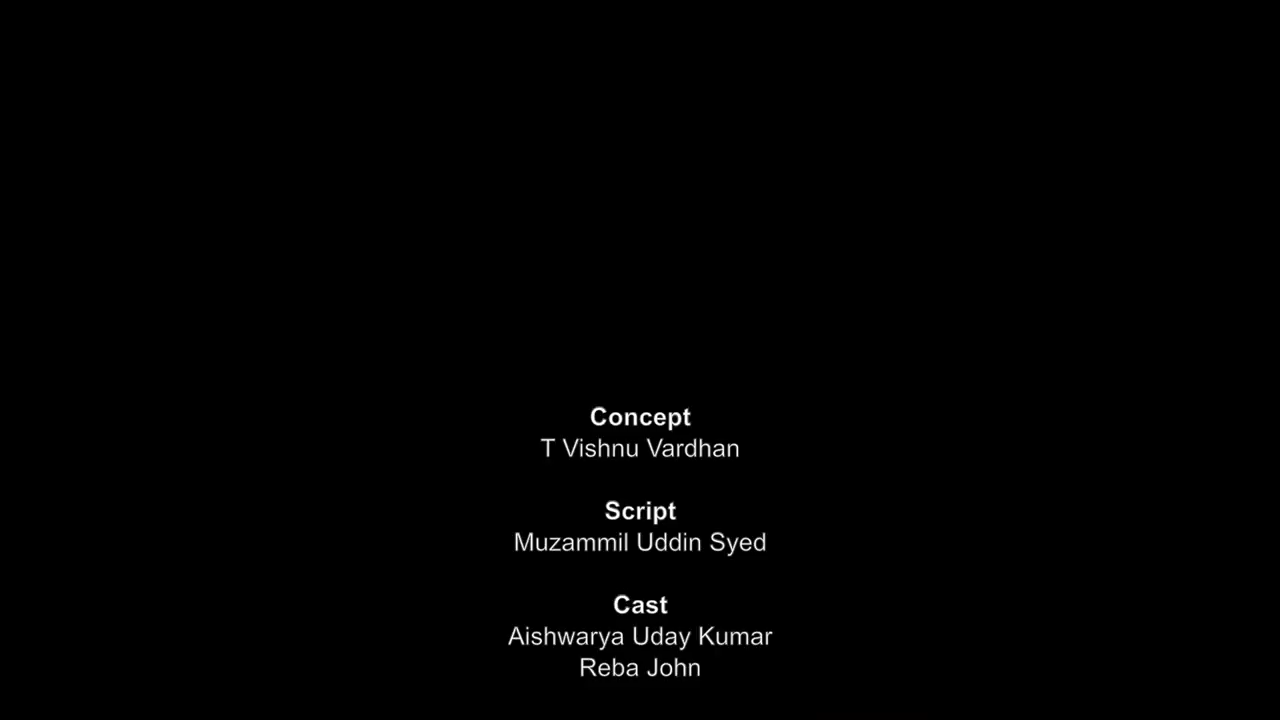 Concept
T Vishnu Vardhan
Script
Muzammil Uddin Syed
Cast
Aishwarya Uday Kumar
Reba John